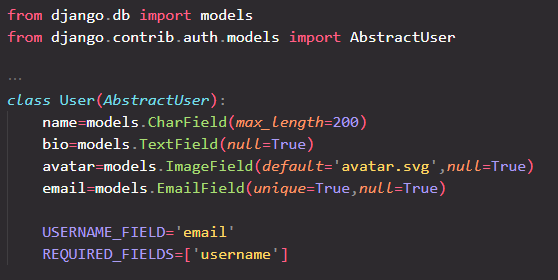 from django.db import models
from django.contrib.auth.models import AbstractUser
...
class User(AbstractUser):
    name=models.CharField(max_length=200)
    bio=models.TextField(null=True)
    avatar=models.ImageField(default='avatar.svg',null=True)
    email=models.EmailField(unique=True,null=True)
    USERNAME_FIELD='email'
    REQUIRED_FIELDS=['username']